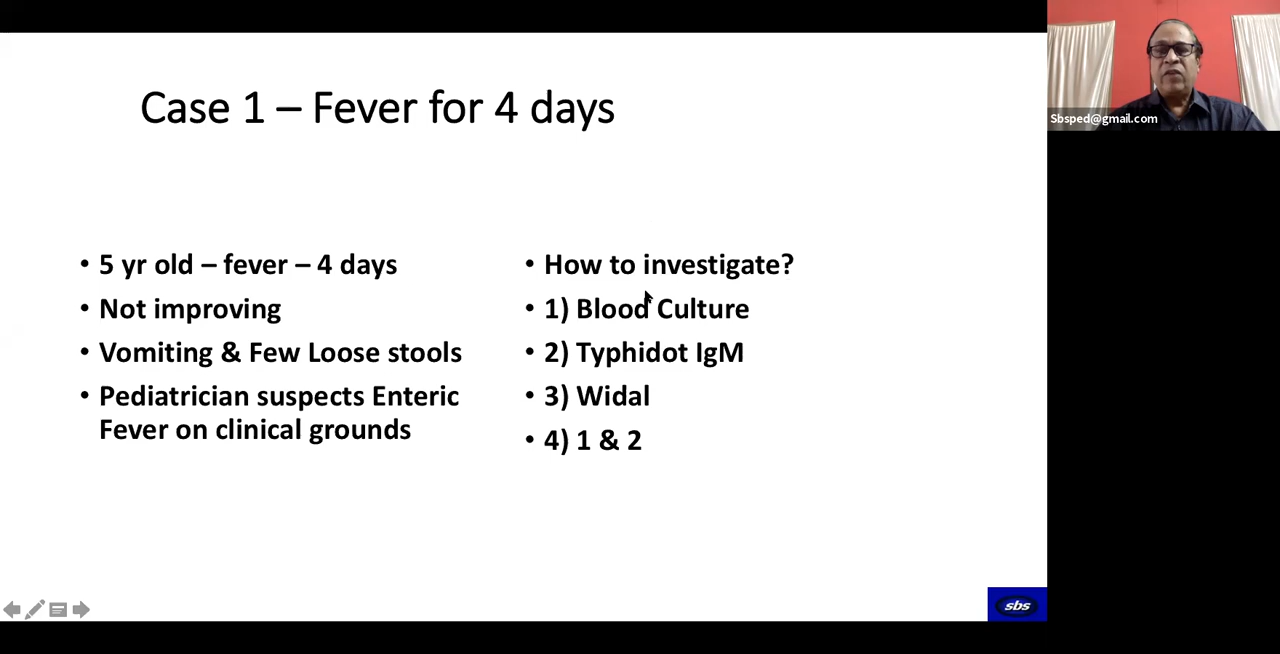 Case 1 – Fever for 4 days
• 5 yr old – fever – 4 days
• Not improving
• Vomiting & Few Loose stools
• Pediatrician suspects Enteric
Fever on clinical grounds
• How to investigate?
• 1) Blood Culture
• 2) Typhidot IgM
• 3) Widal
• 4) 1 & 2
Sbsped@gmail.com
sbs